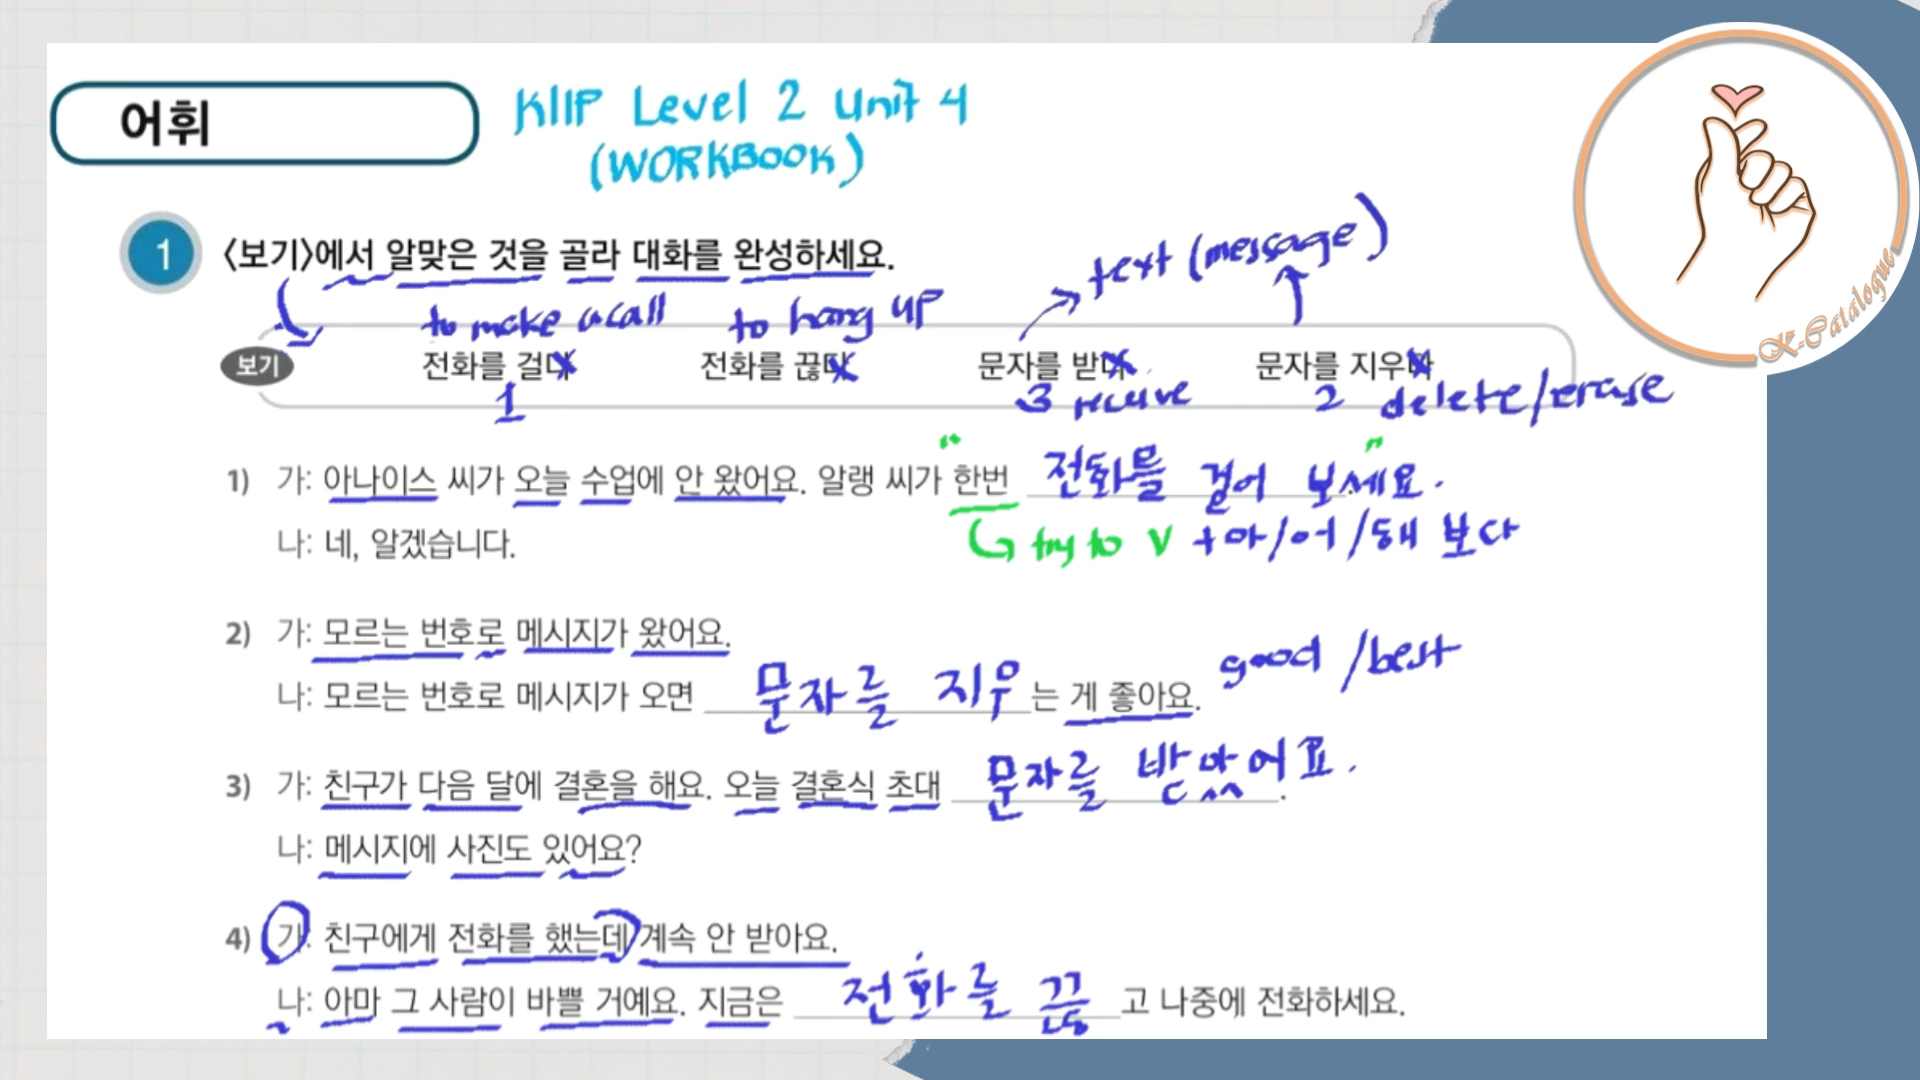 어휘
KIIP Level 2 Unit 4
(WORKBOOK)
1 〈보기〉에서 알맞은 것을 골라 대화를 완성하세요.
text (message)
to make a call to hang up
보기 전화를 걸다 전화를 끊다 문자를 받다 문자를 지우다
1 3 receive 2 delete/erase
1) 가: 아나이스 씨가 오늘 수업에 안 왔어요. 알랭 씨가 " 한번 전화를 걸어 보세요. "
try to V + 아/어/해 보다
나: 네, 알겠습니다.
2) 가: 모르는 번호로 메시지가 왔어요.
good / best
나: 모르는 번호로 메시지가 오면 문자를 지우는 게 좋아요.
3) 가: 친구가 다음 달에 결혼을 해요. 오늘 결혼식 초대 문자를 받았어요.
나: 메시지에 사진도 있어요?
4) 가: 친구에게 전화를 했는데 계속 안 받아요.
나: 아마 그 사람이 바쁠 거예요. 지금은 전화를 끊고 나중에 전화하세요.
K-Catalogue